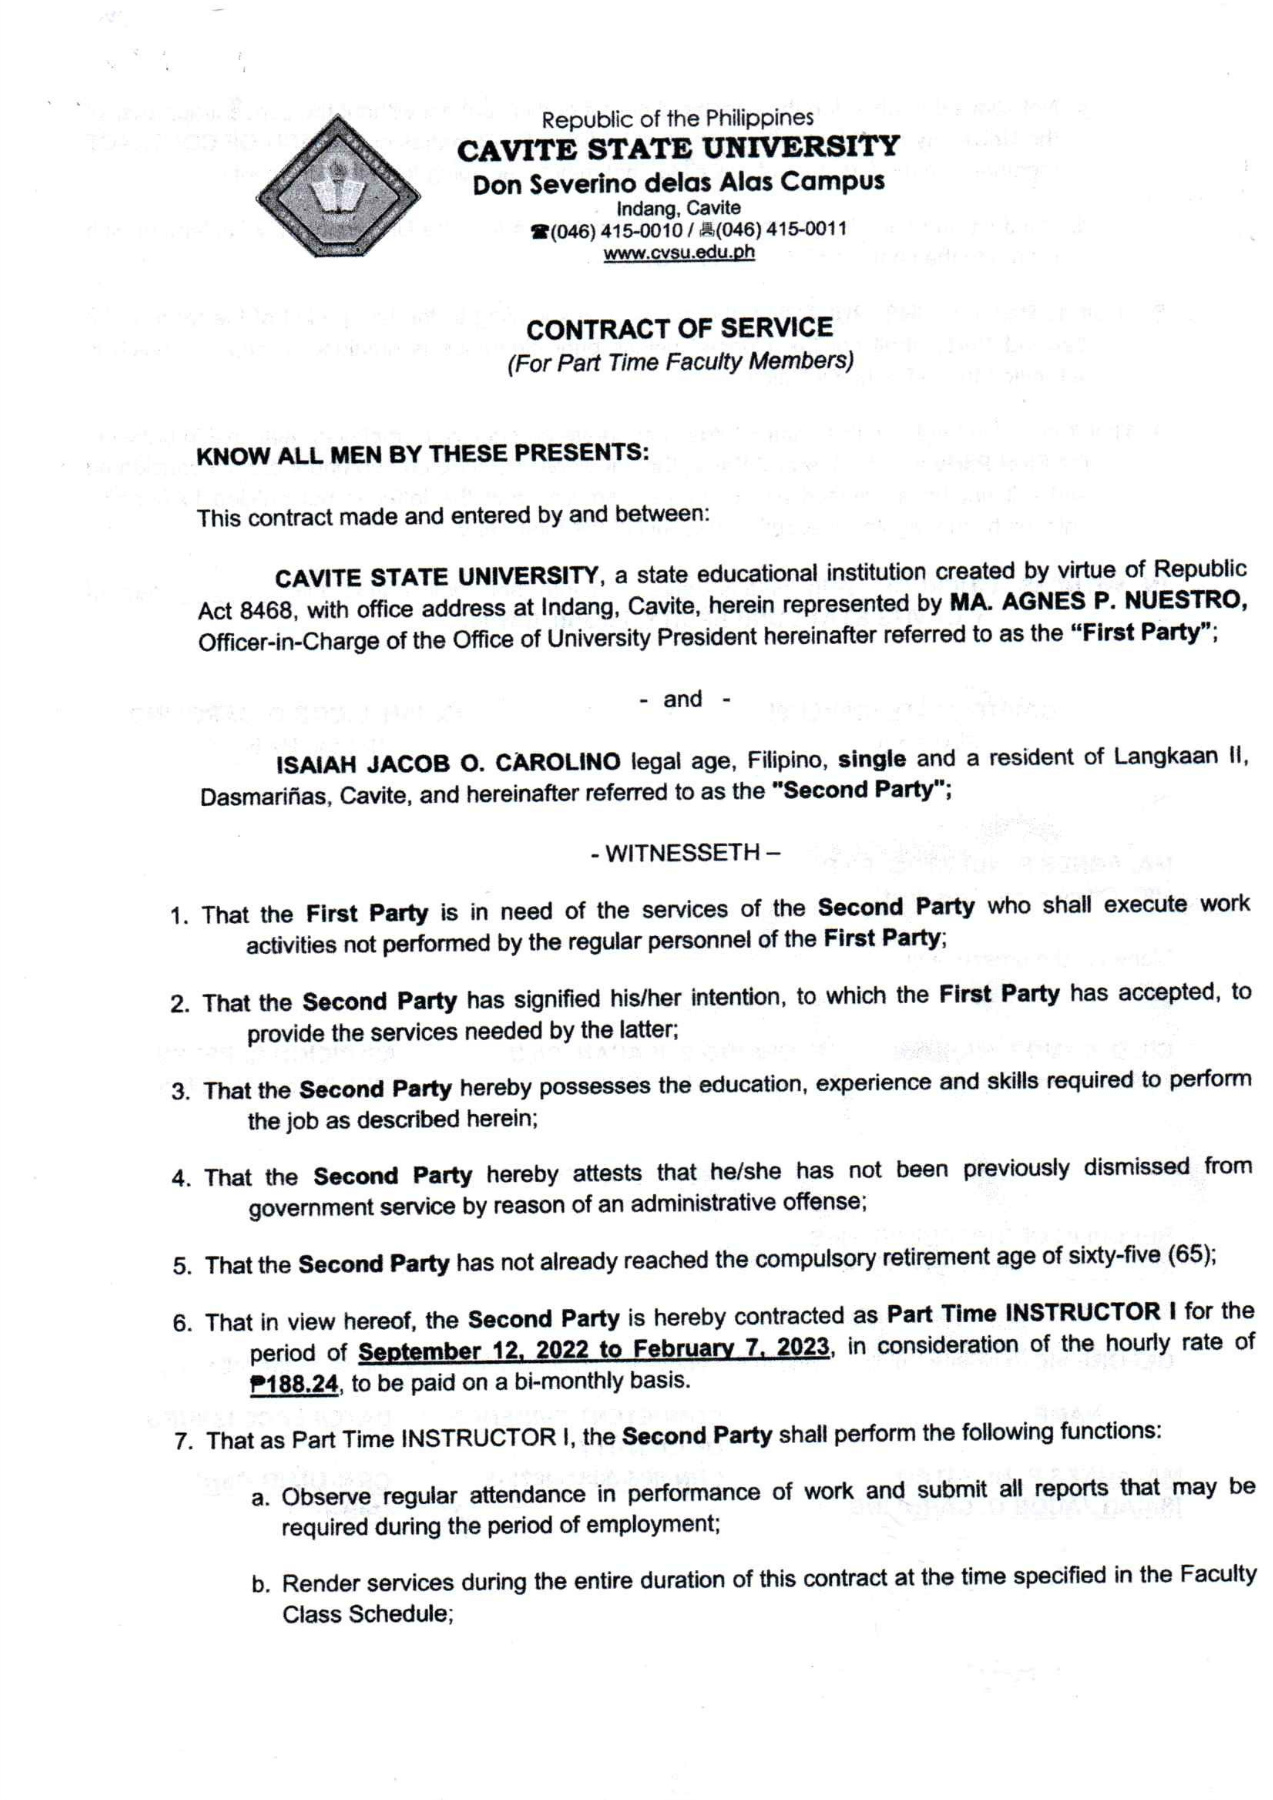 Republic of the Philippines
CAVITE STATE UNIVERSITY
Don Severino delas Alas Campus
Indang, Cavite
☎(046) 415-0010 / (046) 415-0011
www.cvsu.edu.ph
CONTRACT OF SERVICE
(For Part Time Faculty Members)
KNOW ALL MEN BY THESE PRESENTS:
This contract made and entered by and between:
CAVITE STATE UNIVERSITY, a state educational institution created by virtue of Republic
Act 8468, with office address at Indang, Cavite, herein represented by MA. AGNES P. NUESTRO,
Officer-in-Charge of the Office of University President hereinafter referred to as the “First Party”;
- and -
ISAIAH JACOB O. CAROLINO legal age, Filipino, single and a resident of Langkaan II,
Dasmariñas, Cavite, and hereinafter referred to as the "Second Party";
- WITNESSETH –
1. That the First Party is in need of the services of the Second Party who shall execute work
activities not performed by the regular personnel of the First Party;
2. That the Second Party has signified his/her intention, to which the First Party has accepted, to
provide the services needed by the latter;
3. That the Second Party hereby possesses the education, experience and skills required to perform
the job as described herein;
4. That the Second Party hereby attests that he/she has not been previously dismissed from
government service by reason of an administrative offense;
5. That the Second Party has not already reached the compulsory retirement age of sixty-five (65);
6. That in view hereof, the Second Party is hereby contracted as Part Time INSTRUCTOR I for the
period of September 12, 2022 to February 7, 2023, in consideration of the hourly rate of
₱188.24, to be paid on a bi-monthly basis.
7. That as Part Time INSTRUCTOR I, the Second Party shall perform the following functions:
a. Observe regular attendance in performance of work and submit all reports that may be
required during the period of employment;
b. Render services during the entire duration of this contract at the time specified in the Faculty
Class Schedule;